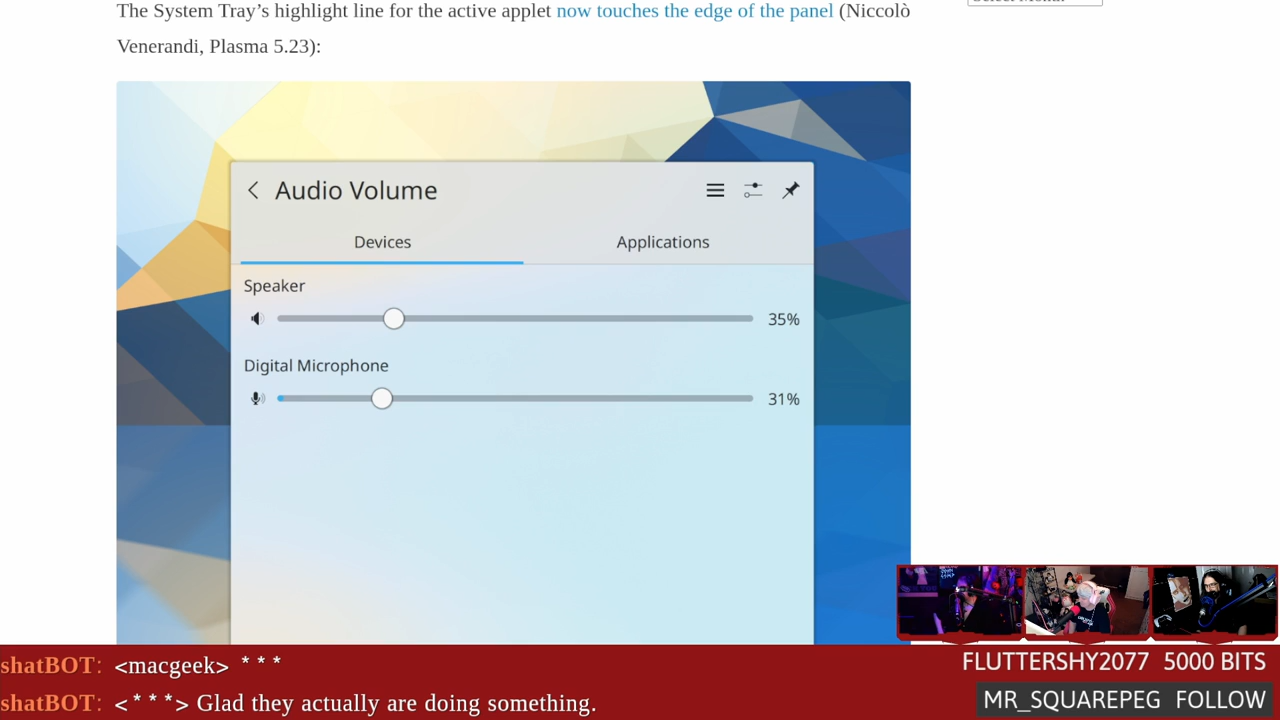 The System Tray’s highlight line for the active applet now touches the edge of the panel (Niccolò
Venerandi, Plasma 5.23):
Audio Volume
Devices
Applications
Speaker
35%
Digital Microphone
31%
shatBOT: <macgeek> ***
shatBOT: <***> Glad they actually are doing something.
FLUTTERSHY2077 5000 BITS
MR_SQUAREPEG FOLLOW